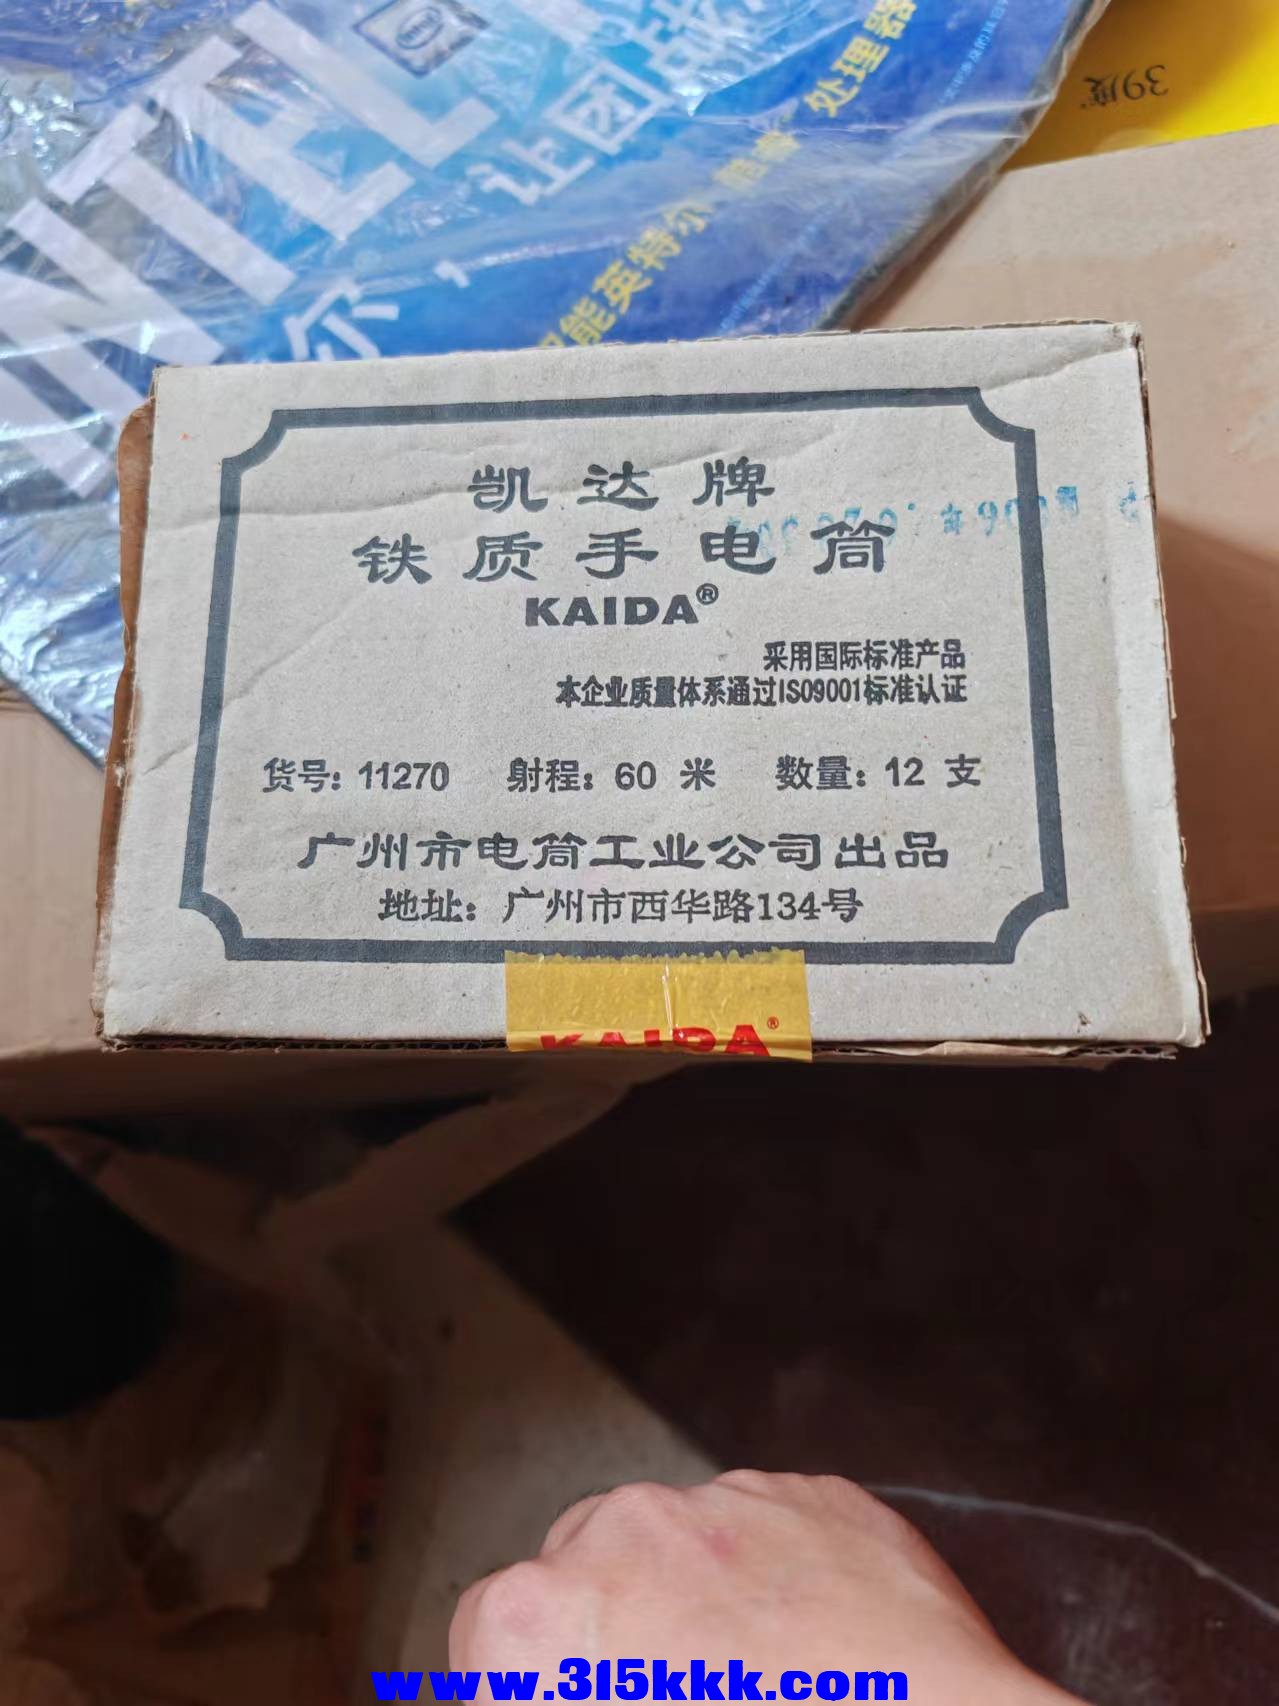 INTEL
让团战
处理器
能英特尔
尔，
39度
凯达牌
铁质手电筒
KAIDA®
采用国际标准产品
本企业质量体系通过ISO9001标准认证
货号：11270 射程：60 米 数量：12 支
广州市电筒工业公司出品
地址：广州市西华路134号
KAIDA®
www.315kkk.com